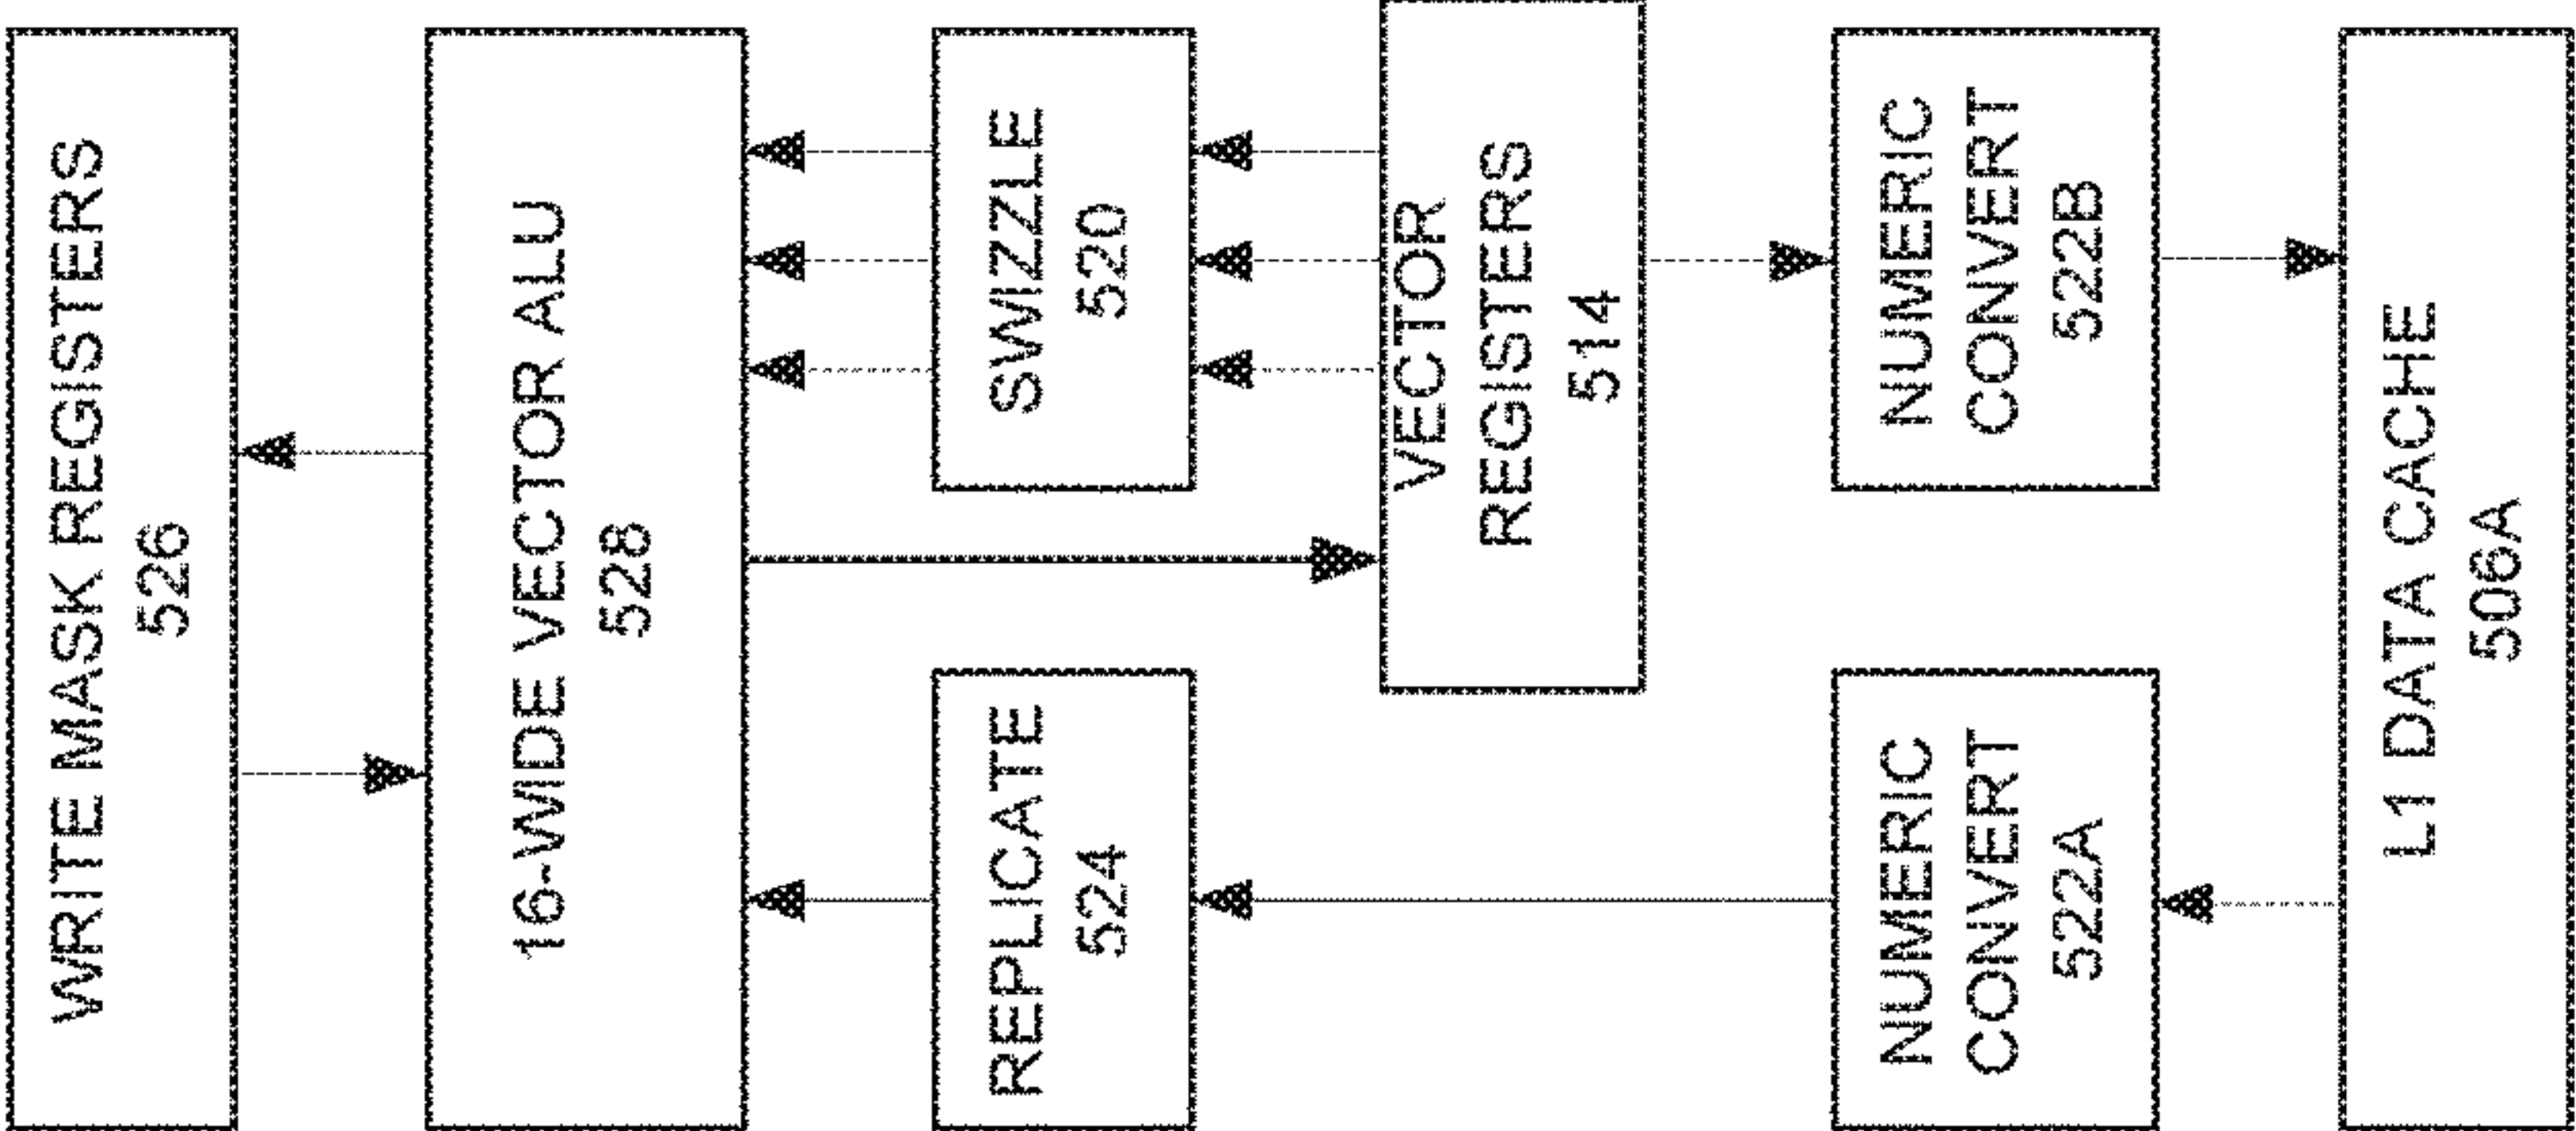 WRITE MASK REGISTERS
526
16-WIDE VECTOR ALU
528
REPLICATE
524
SWIZZLE
520
VECTOR
REGISTERS
514
NUMERIC
CONVERT
522A
NUMERIC
CONVERT
522B
L1 DATA CACHE
506A